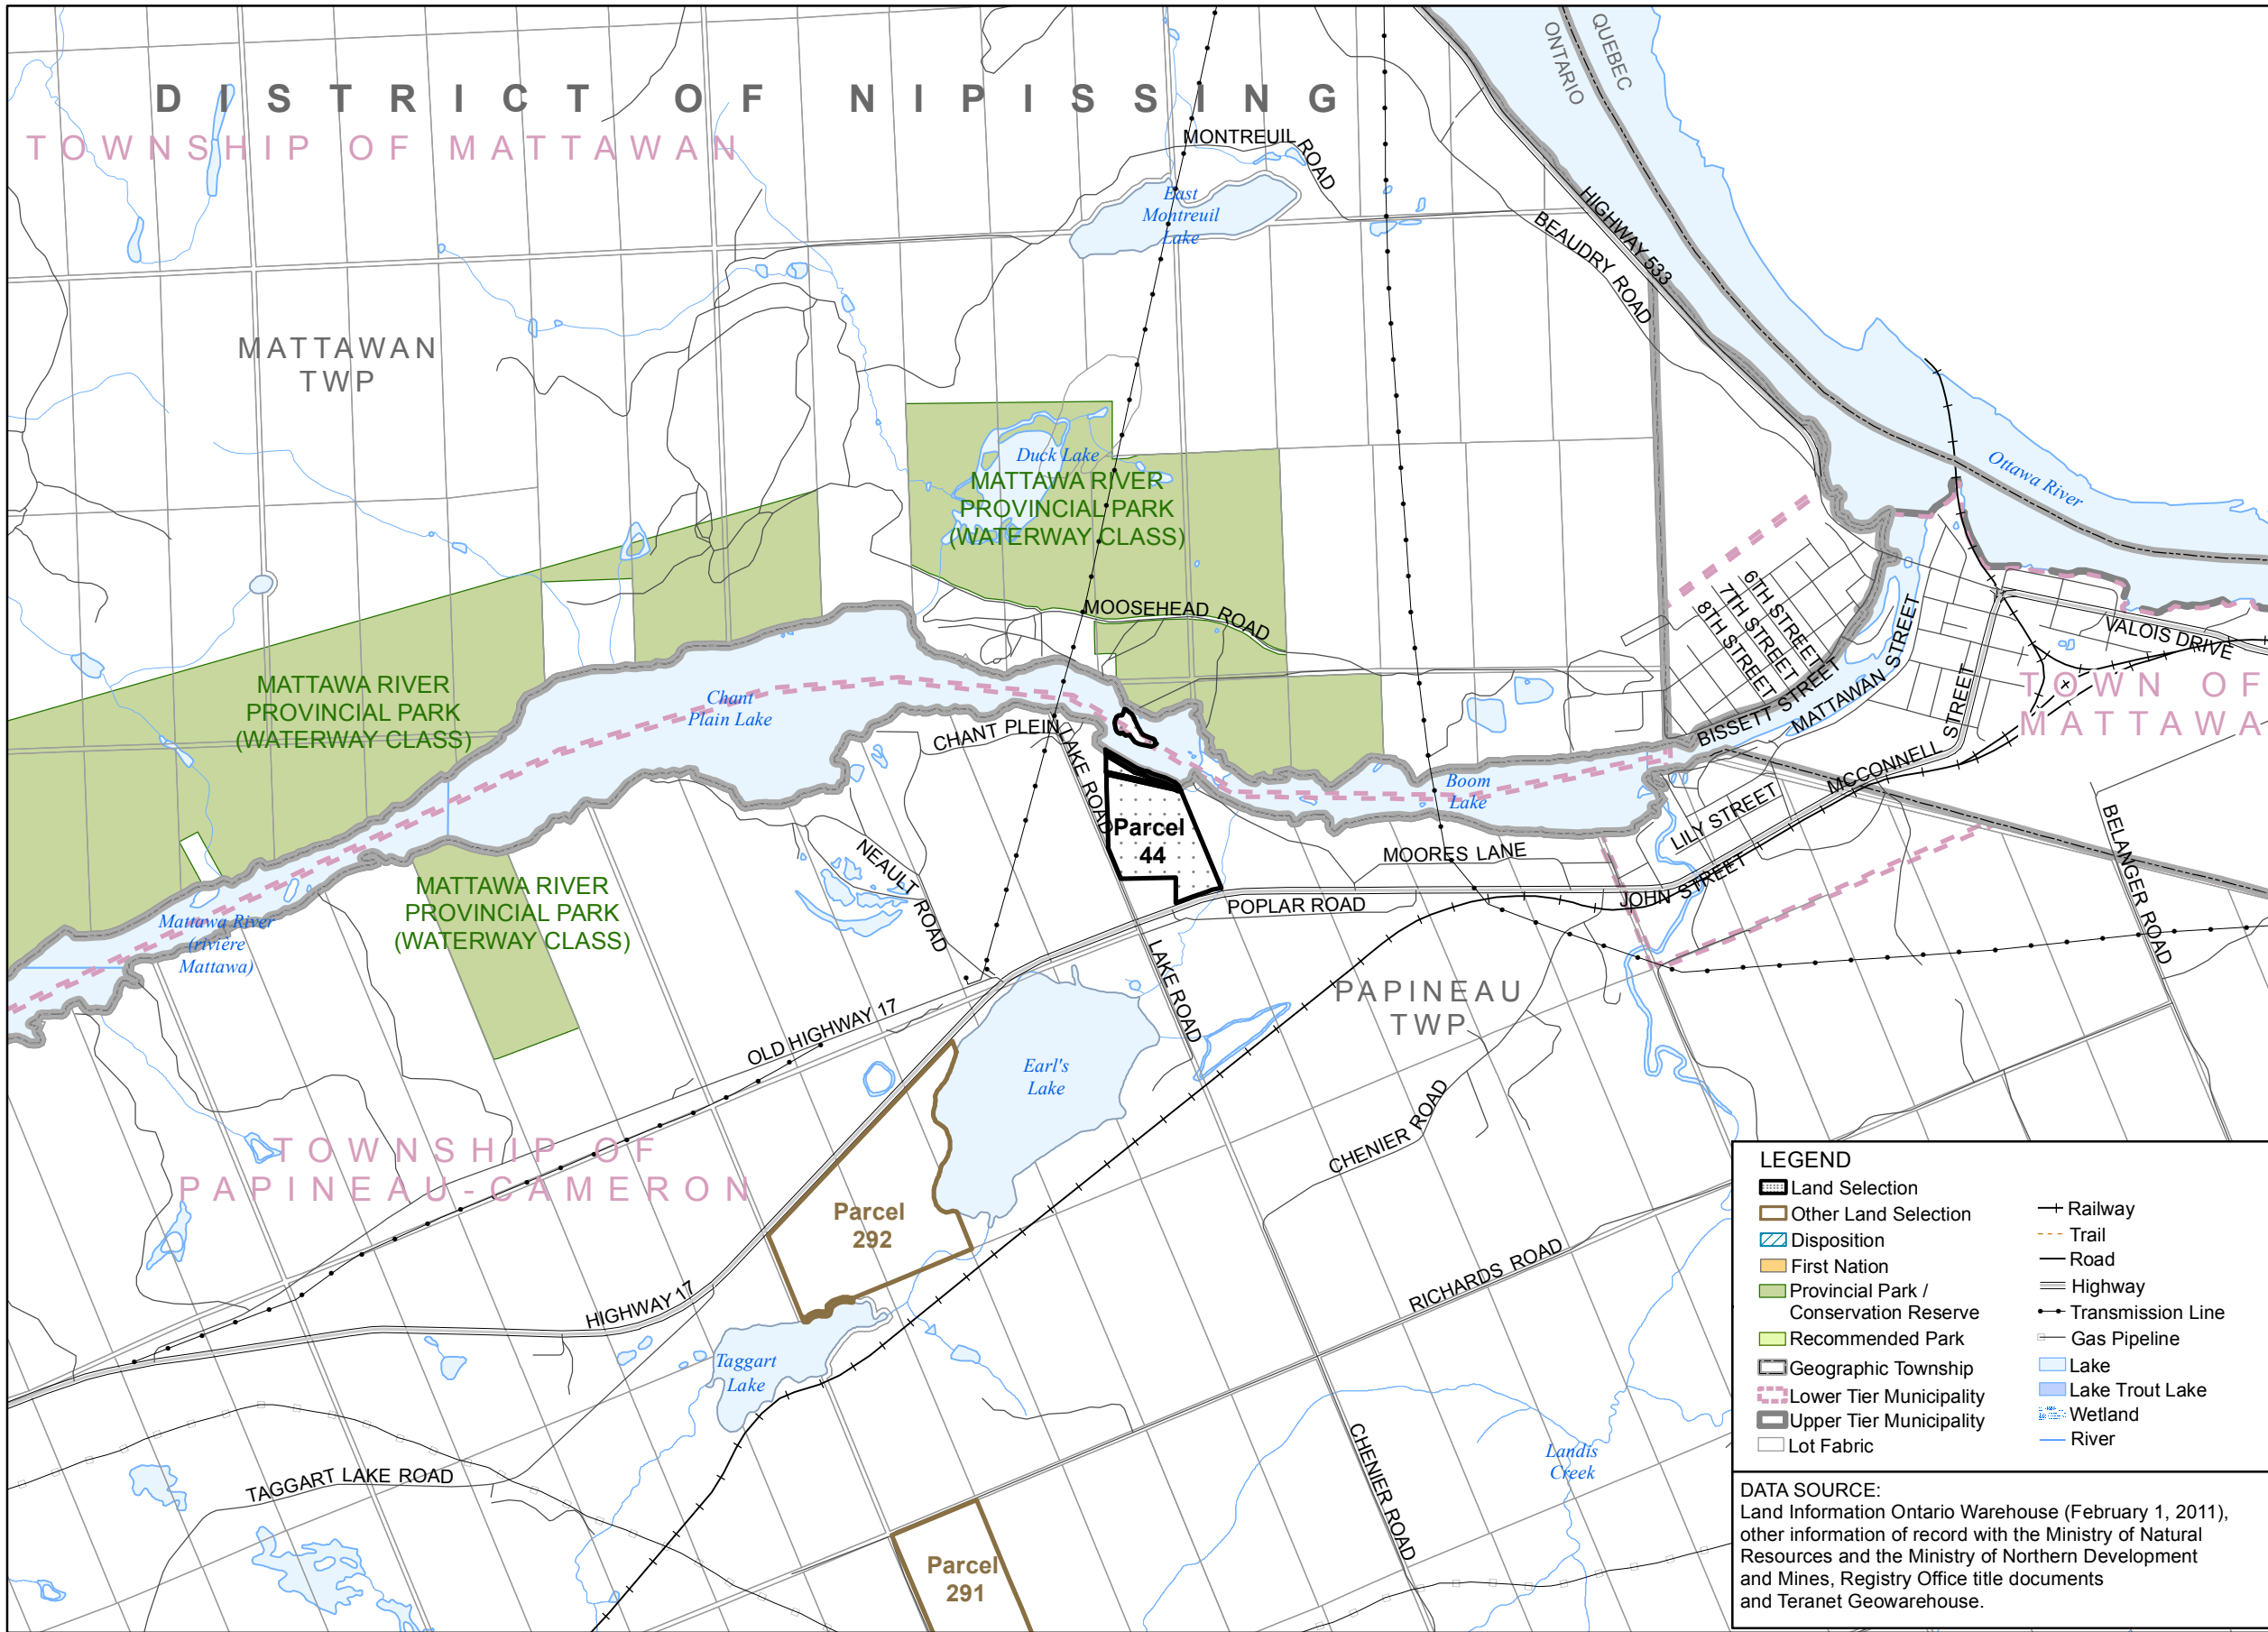 QUEBEC
ONTARIO
DISTRICT OF NIPISSING
TOWNSHIP OF MATTAWAN
MONTREUIL ROAD
East
Montreuil
Lake
HIGHWAY 533
BEAUDRY ROAD
MATTAWAN
TWP
Duck Lake
MATTAWA RIVER
PROVINCIAL PARK
(WATERWAY CLASS)
Ottawa River
6TH STREET
7TH STREET
8TH STREET
MOOSEHEAD ROAD
VALOIS DRIVE
MATTAWA RIVER
PROVINCIAL PARK
(WATERWAY CLASS)
Chant
Plain Lake
CHANT PLEIN LAKE ROAD
BISSETT STREET
MATTAWAN STREET
TOWN OF
MATTAWA
MCCONNELL STREET
Boom
Lake
LILY STREET
BELANGER ROAD
Parcel
44
NEAULT ROAD
MOORES LANE
JOHN STREET
POPLAR ROAD
MATTAWA RIVER
PROVINCIAL PARK
(WATERWAY CLASS)
Mattawa River
(rivière
Mattawa)
LAKE ROAD
PAPINEAU
TWP
OLD HIGHWAY 17
Earl's
Lake
CHENIER ROAD
TOWNSHIP OF
PAPINEAU-CAMERON
Parcel
292
HIGHWAY 17
RICHARDS ROAD
Taggart
Lake
TAGGART LAKE ROAD
CHENIER ROAD
Landis
Creek
Parcel
291
LEGEND
Land Selection
Other Land Selection
Disposition
First Nation
Provincial Park /
Conservation Reserve
Recommended Park
Geographic Township
Lower Tier Municipality
Upper Tier Municipality
Lot Fabric
Railway
Trail
Road
Highway
Transmission Line
Gas Pipeline
Lake
Lake Trout Lake
Wetland
River
DATA SOURCE:
Land Information Ontario Warehouse (February 1, 2011),
other information of record with the Ministry of Natural
Resources and the Ministry of Northern Development
and Mines, Registry Office title documents
and Teranet Geowarehouse.